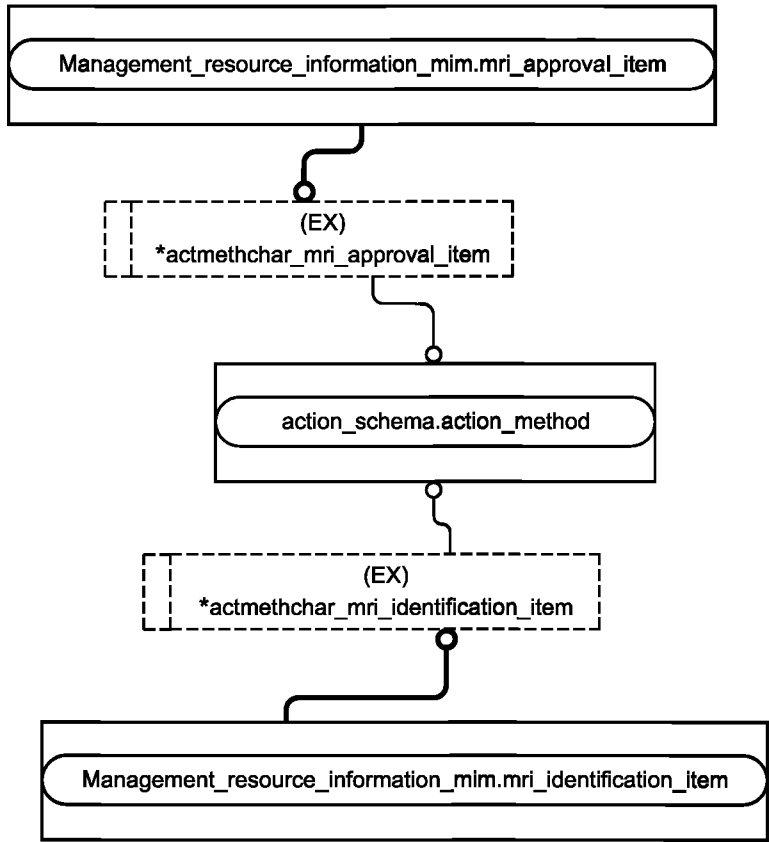 Management_resource_information_mim.mri_approval_item
(EX)
*actmethchar_mri_approval_item
action_schema.action_method
(EX)
*actmethchar_mri_identification_item
Management_resource_information_mim.mri_identification_item